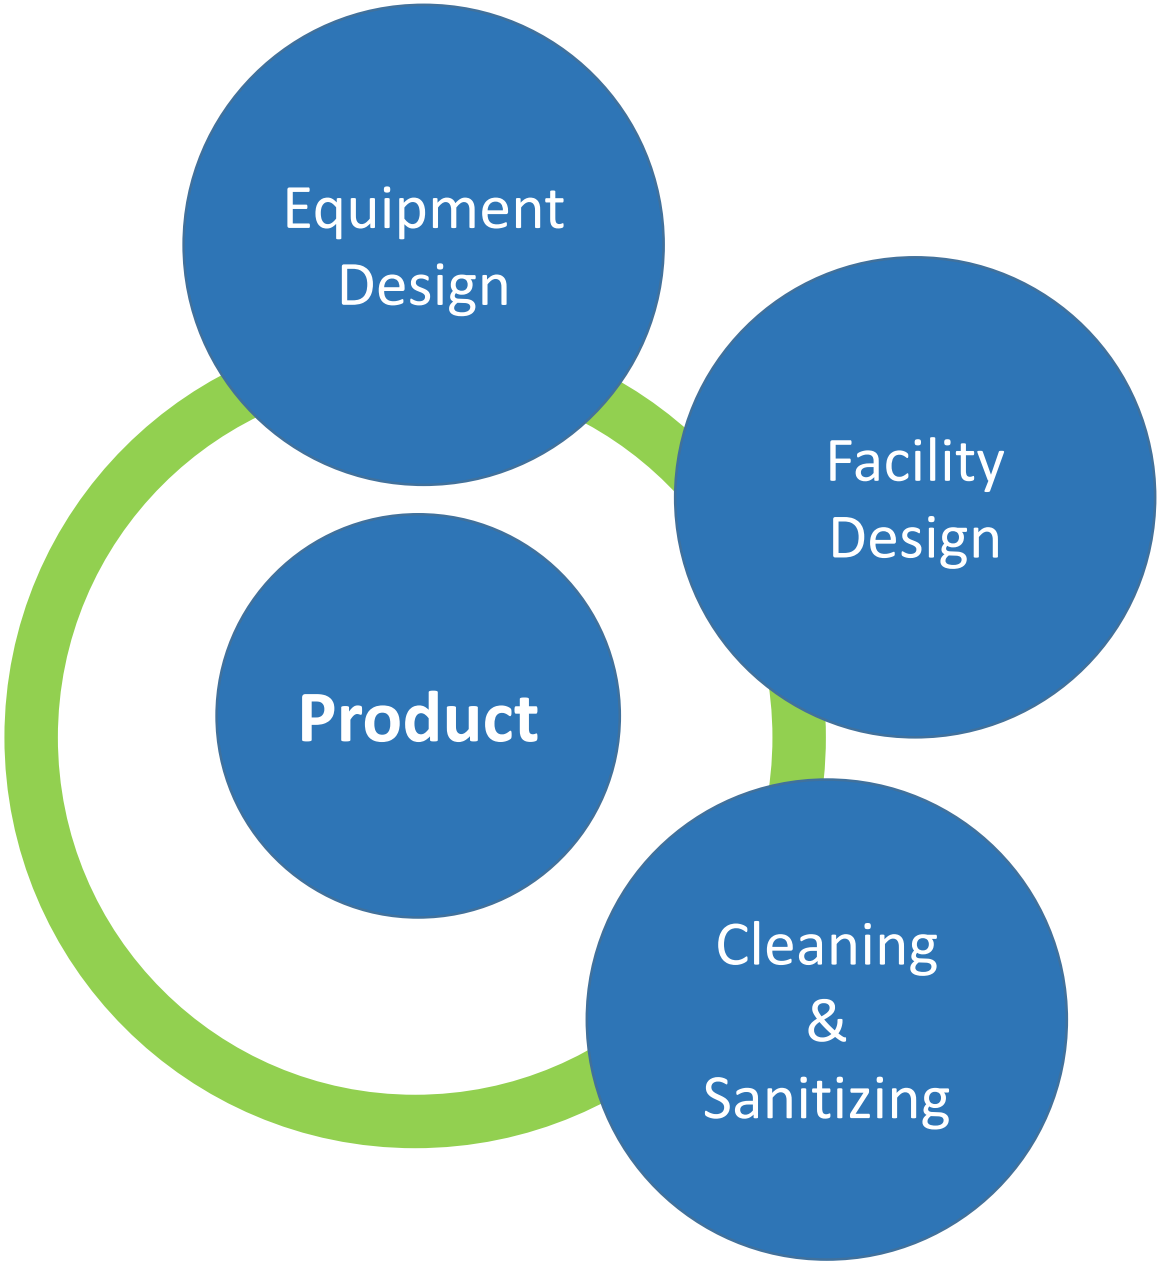 Equipment
Design
Facility
Design
Product
Cleaning
&
Sanitizing